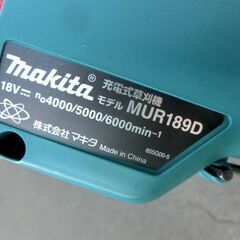 makita®
充電式草刈機
18V⎓ モデル MUR189D
n₀4000/5000/6000min⁻¹
株式会社 マキタ
Made in China
855G00-5